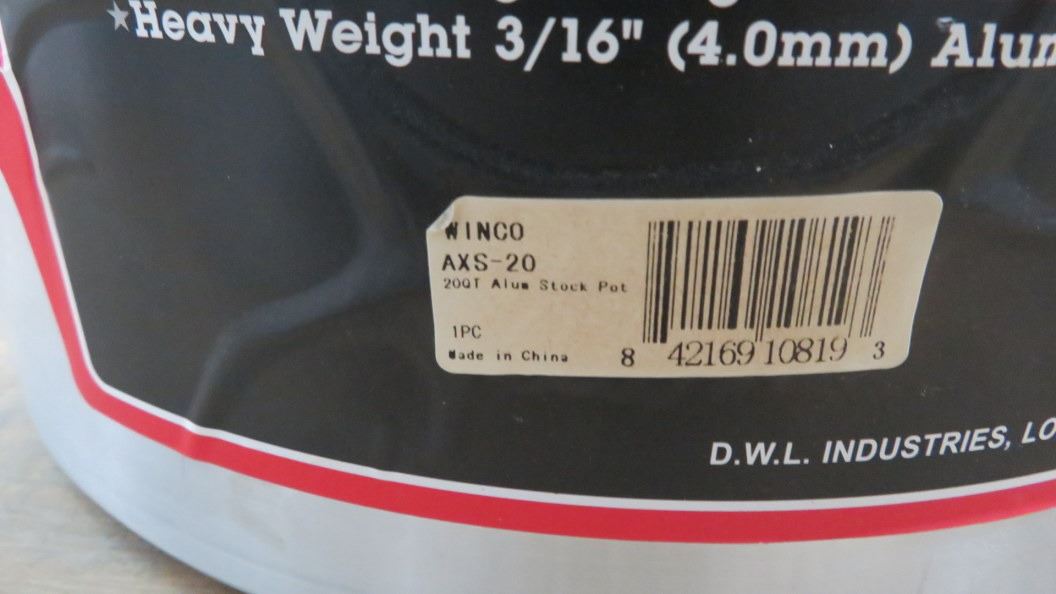 ★Heavy Weight 3/16" (4.0mm) Alum
WINCO
AXS-20
20QT Alum Stock Pot
1PC
Made in China
8 42169 10819 3
D.W.L. INDUSTRIES, LO